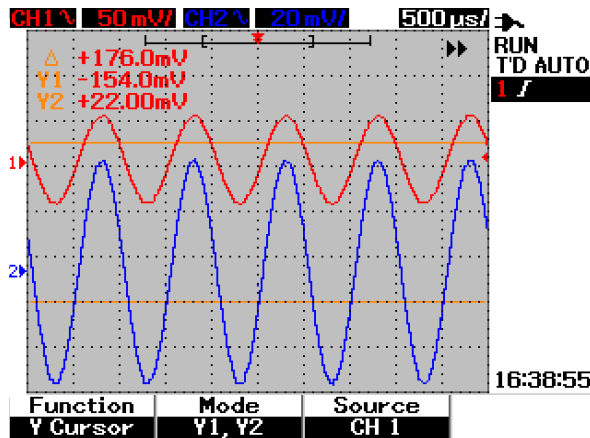 CH1 ∿ 50mV/ CH2 ∿ 20mV/ 500µs/
RUN
T'D AUTO
1
Δ +176.0mV
Y1 -154.0mV
Y2 +22.00mV
1
2
16:38:55
Function Mode Source
Y Cursor Y1, Y2 CH 1